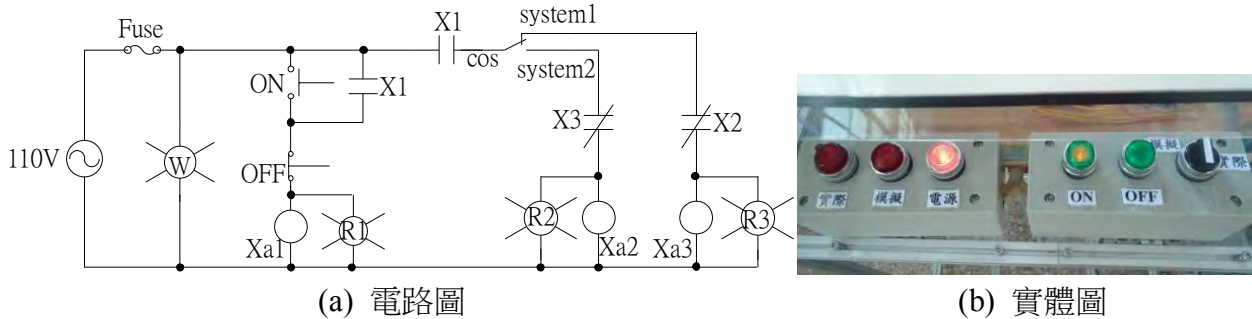 Fuse
X1
system1
cos
system2
ON
X1
X3
X2
110V
W
OFF
R1
R2
R3
Xa1
Xa2
Xa3
(a) 電路圖
模擬
實際
實際
模擬
電源
ON
OFF
(b) 實體圖